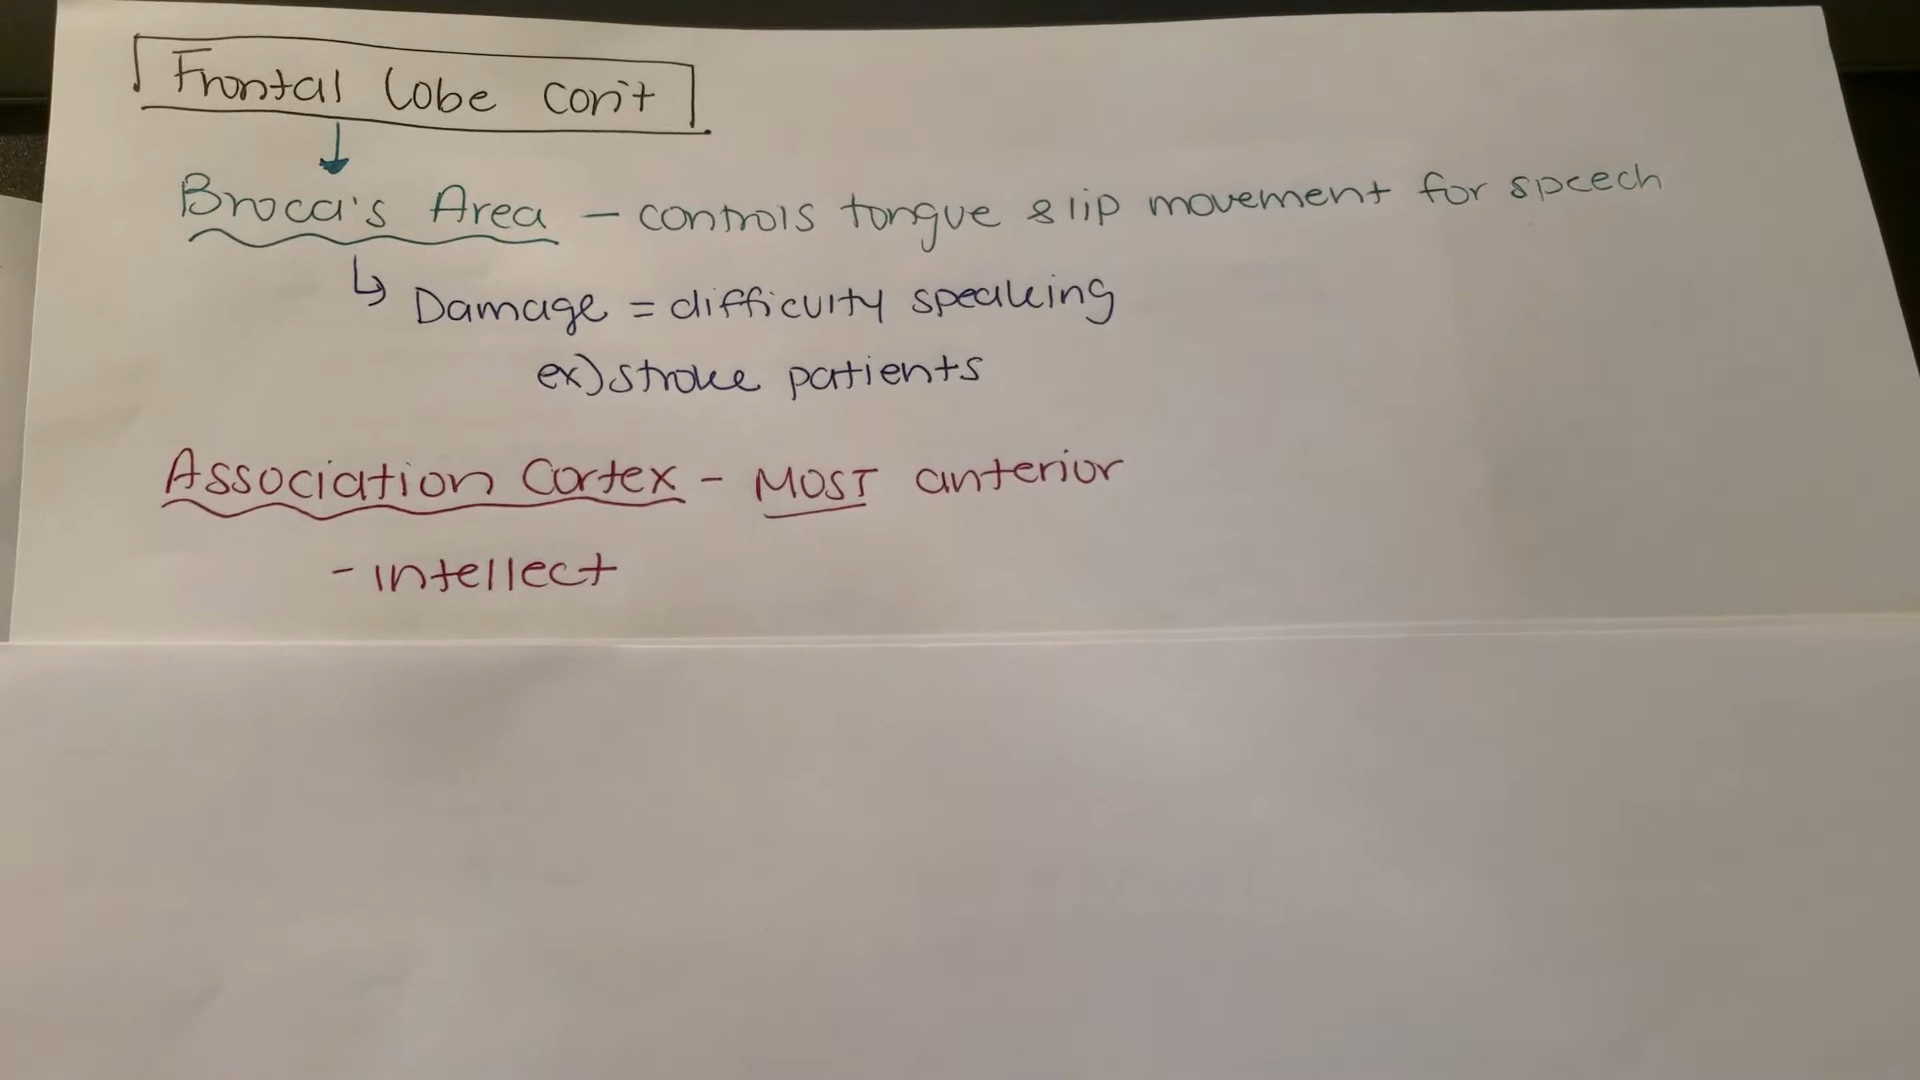 Frontal lobe con't
Broca's Area — controls tongue & lip movement for speech
↳ Damage = difficulty speaking
ex) stroke patients
Association Cortex - MOST anterior
- intellect